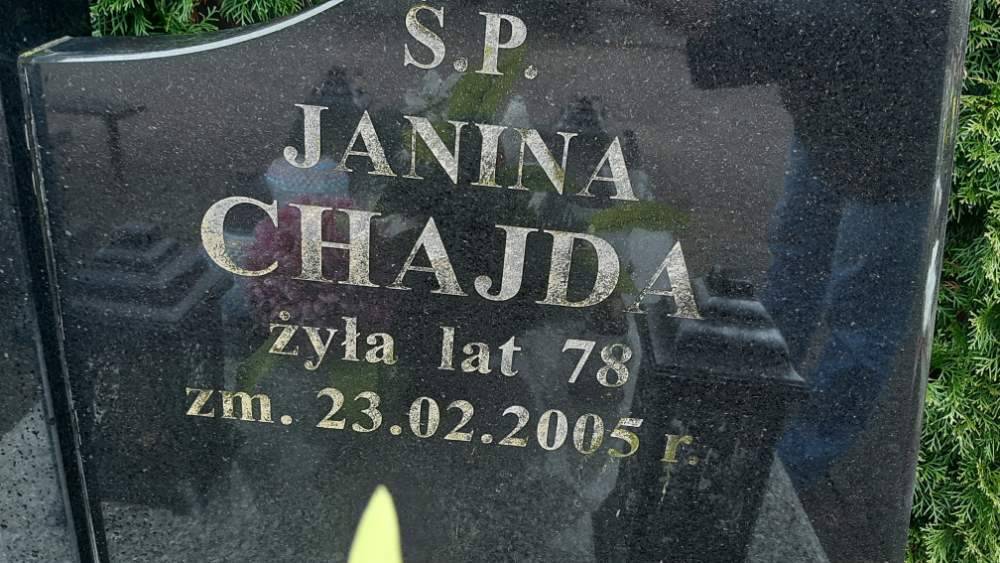 S.P.
JANINA
CHAJDA
żyła lat 78
zm. 23.02.2005 r.